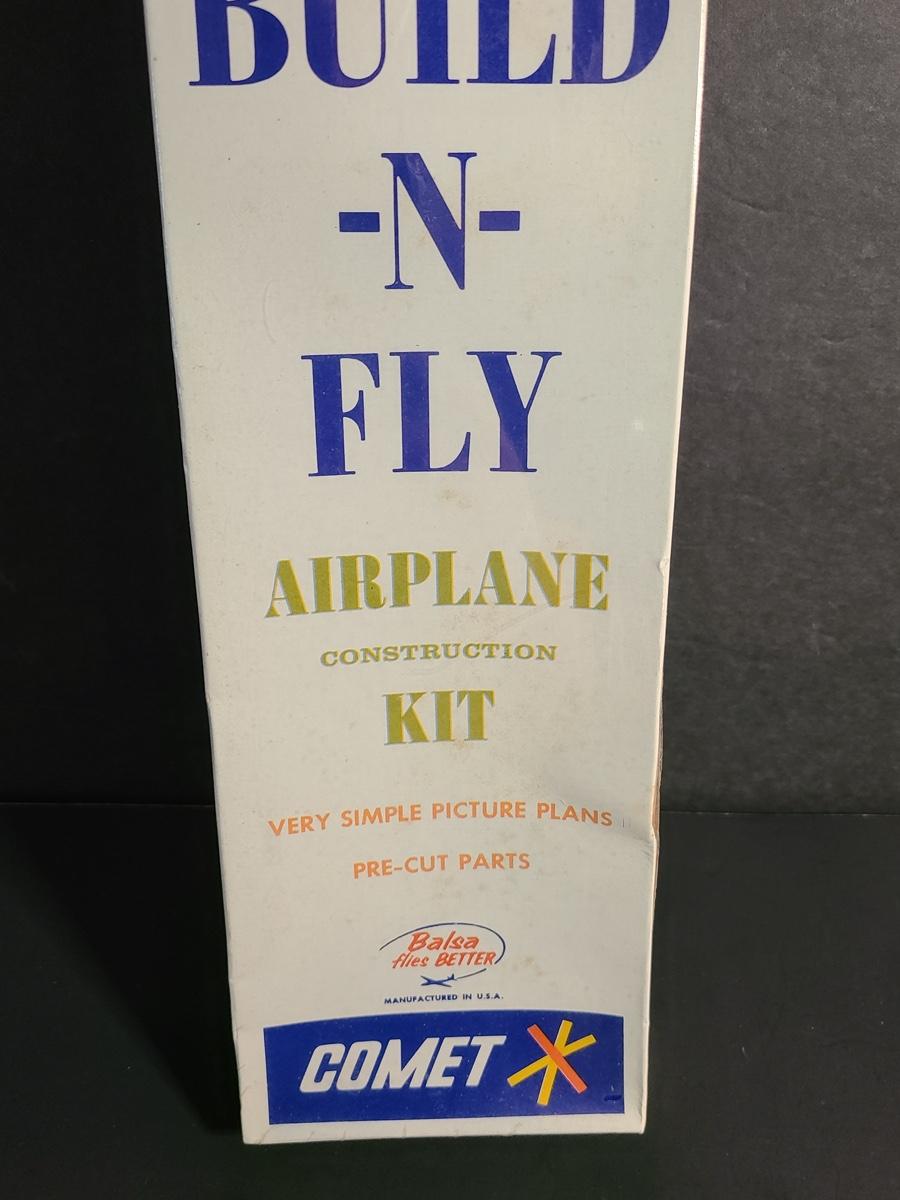 BUILD
-N-
FLY
AIRPLANE
CONSTRUCTION
KIT
VERY SIMPLE PICTURE PLANS
PRE-CUT PARTS
Balsa
flies BETTER
MANUFACTURED IN U.S.A.
COMET